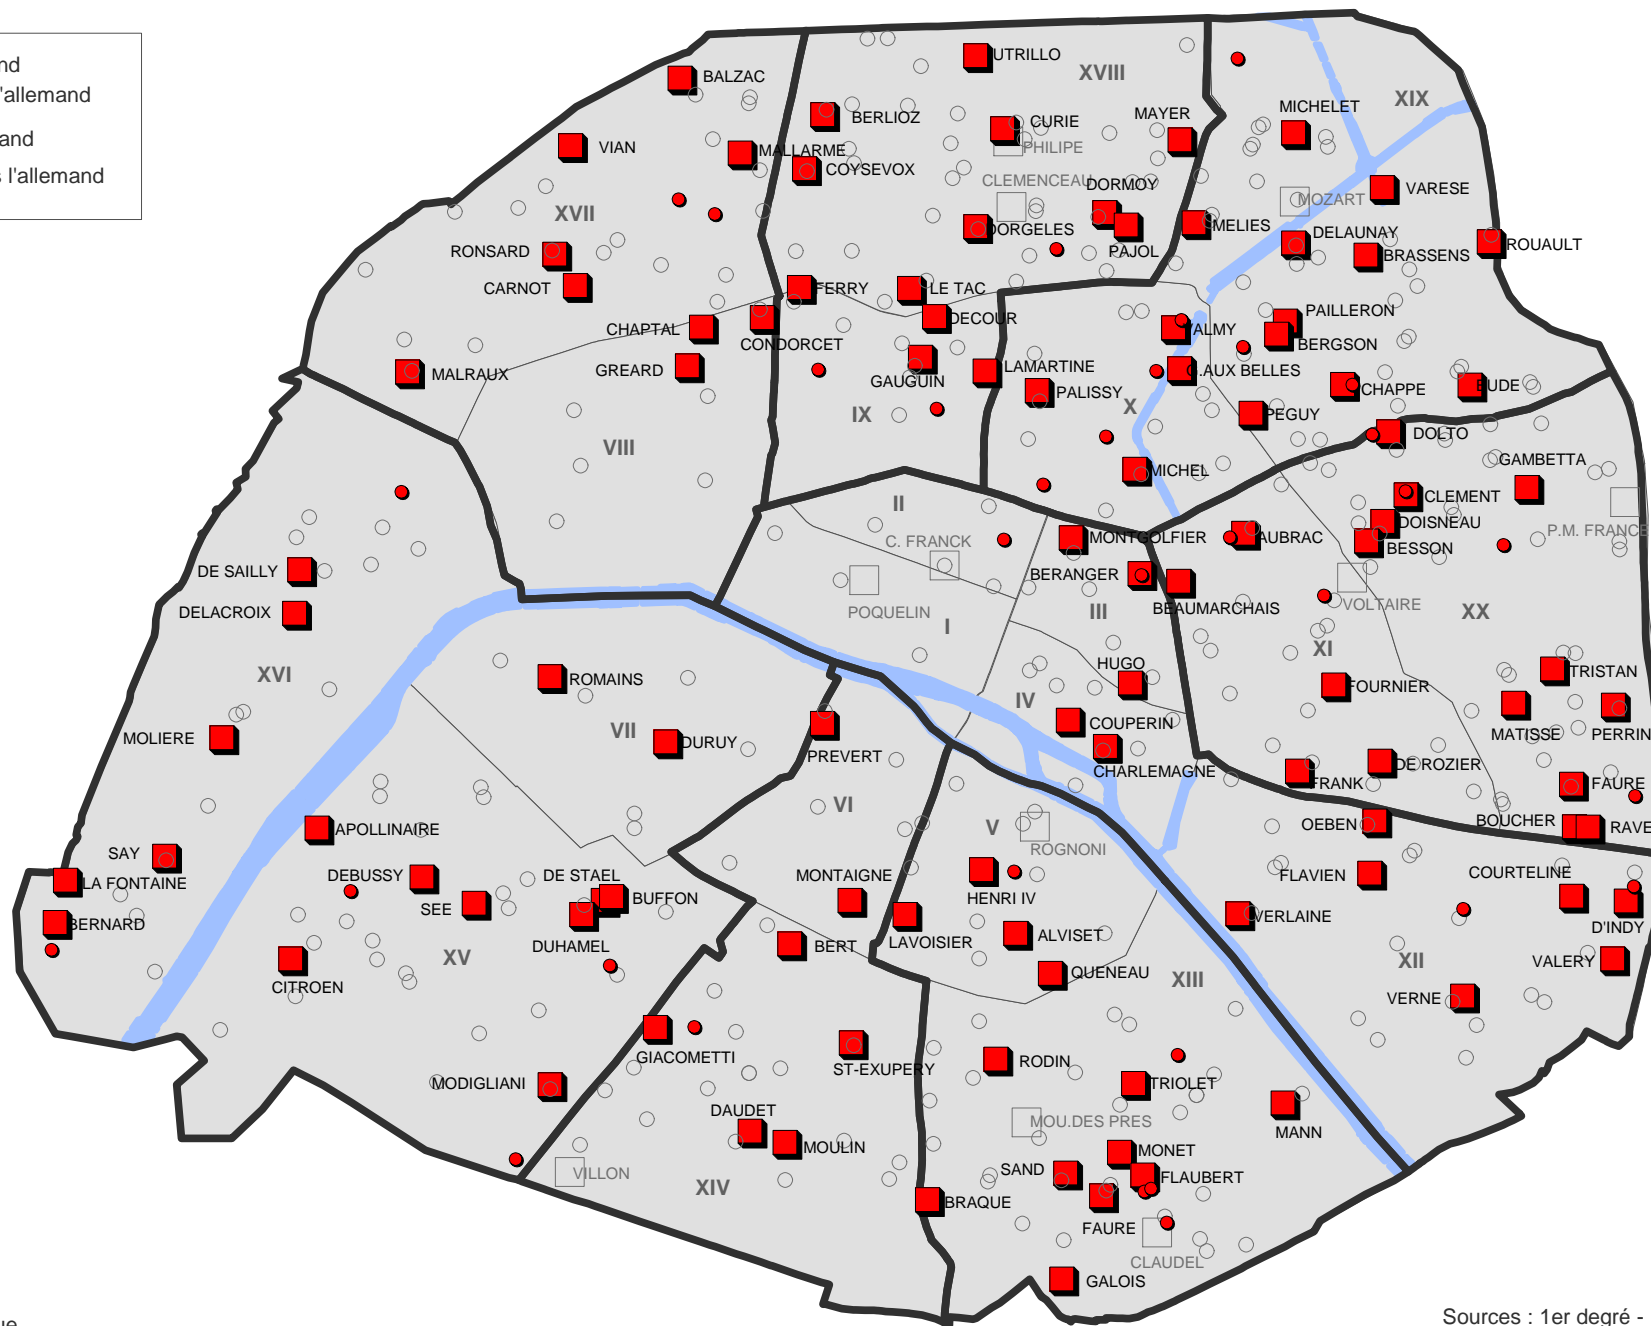 nd
'allemand
and
s l'allemand
UTRILLO
XVIII
BALZAC
XIX
MICHELET
MAYER
BERLIOZ
CURIE
VIAN
MALLARME
PHILIPE
COYSEVOX
CLEMENCEAU
DORMOY
VARESE
MOZART
XVII
DORGELES
MELIES
DELAUNAY
PAJOL
BRASSENS
ROUAULT
RONSARD
CARNOT
FERRY
LE TAC
DECOUR
PAILLERON
CHAPTAL
CONDORCET
VALMY
BERGSON
GREARD
MALRAUX
GAUGUIN
LAMARTINE
G.AUX BELLES
PALISSY
CHAPPE
EUDE
IX
X
PEGUY
DOLTO
VIII
GAMBETTA
MICHEL
CLEMENT
II
DOISNEAU
P.M. FRANCE
C. FRANCK
MONTGOLFIER
AUBRAC
BESSON
DE SAILLY
BERANGER
BEAUMARCHAIS
DELACROIX
POQUELIN
III
VOLTAIRE
XX
I
XI
HUGO
XVI
ROMAINS
TRISTAN
FOURNIER
IV
MATISSE
PERRIN
VII
COUPERIN
MOLIERE
DURUY
PREVERT
CHARLEMAGNE
DE ROZIER
FRANK
FAURE
VI
V
APOLLINAIRE
OEBEN
BOUCHER
RAVE
ROGNONI
SAY
DEBUSSY
DE STAEL
MONTAIGNE
FLAVIEN
COURTELINE
LA FONTAINE
SEE
BUFFON
HENRI IV
BERNARD
VERLAINE
D'INDY
DUHAMEL
BERT
LAVOISIER
ALVISET
XV
XII
VALERY
CITROEN
QUENEAU
XIII
VERNE
GIACOMETTI
ST-EXUPERY
RODIN
MODIGLIANI
TRIOLET
DAUDET
MOU.DES PRES
MANN
MOULIN
MONET
VILLON
SAND
FLAUBERT
XIV
BRAQUE
FAURE
CLAUDEL
GALOIS
ue
Sources : 1er degré -